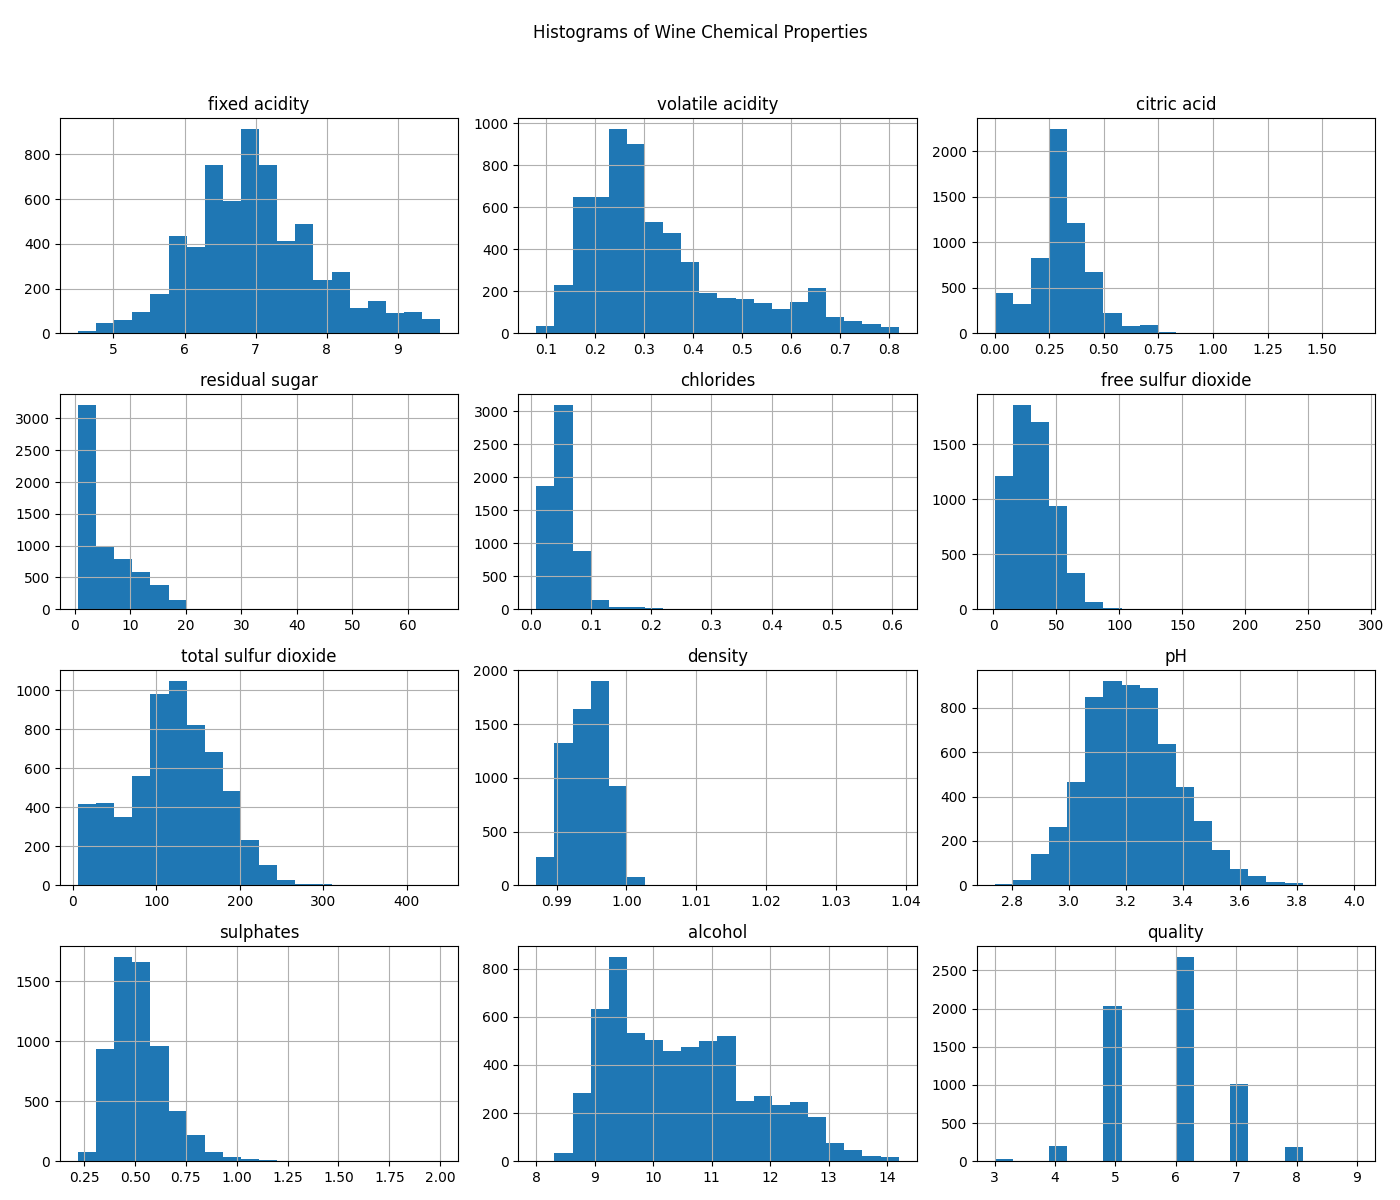 Histograms of Wine Chemical Properties
fixed acidity
800
600
400
200
0
5 6 7 8 9
volatile acidity
1000
800
600
400
200
0
0.1 0.2 0.3 0.4 0.5 0.6 0.7 0.8
citric acid
2000
1500
1000
500
0
0.00 0.25 0.50 0.75 1.00 1.25 1.50
residual sugar
3000
2500
2000
1500
1000
500
0
0 10 20 30 40 50 60
chlorides
3000
2500
2000
1500
1000
500
0
0.0 0.1 0.2 0.3 0.4 0.5 0.6
free sulfur dioxide
1500
1000
500
0
0 50 100 150 200 250 300
total sulfur dioxide
1000
800
600
400
200
0
0 100 200 300 400
density
2000
1500
1000
500
0
0.99 1.00 1.01 1.02 1.03 1.04
pH
800
600
400
200
0
2.8 3.0 3.2 3.4 3.6 3.8 4.0
sulphates
1500
1000
500
0
0.25 0.50 0.75 1.00 1.25 1.50 1.75 2.00
alcohol
800
600
400
200
0
8 9 10 11 12 13 14
quality
2500
2000
1500
1000
500
0
3 4 5 6 7 8 9